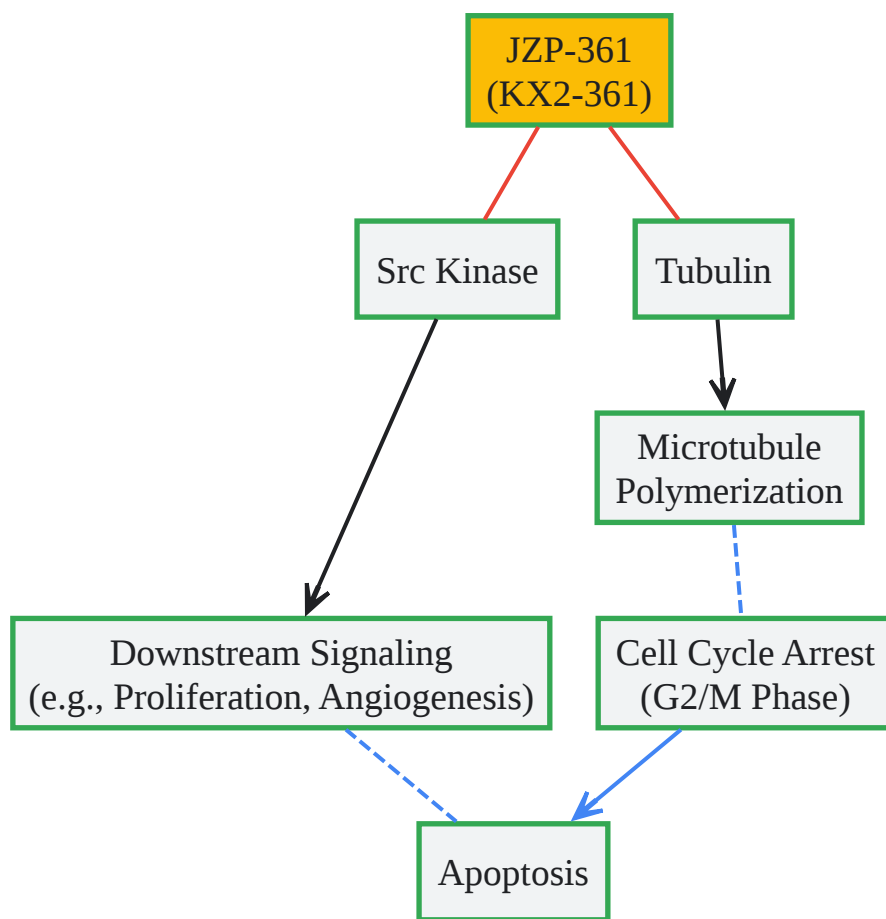 JZP-361
(KX2-361)
Src Kinase
Tubulin
Microtubule
Polymerization
Downstream Signaling
(e.g., Proliferation, Angiogenesis)
Cell Cycle Arrest
(G2/M Phase)
Apoptosis